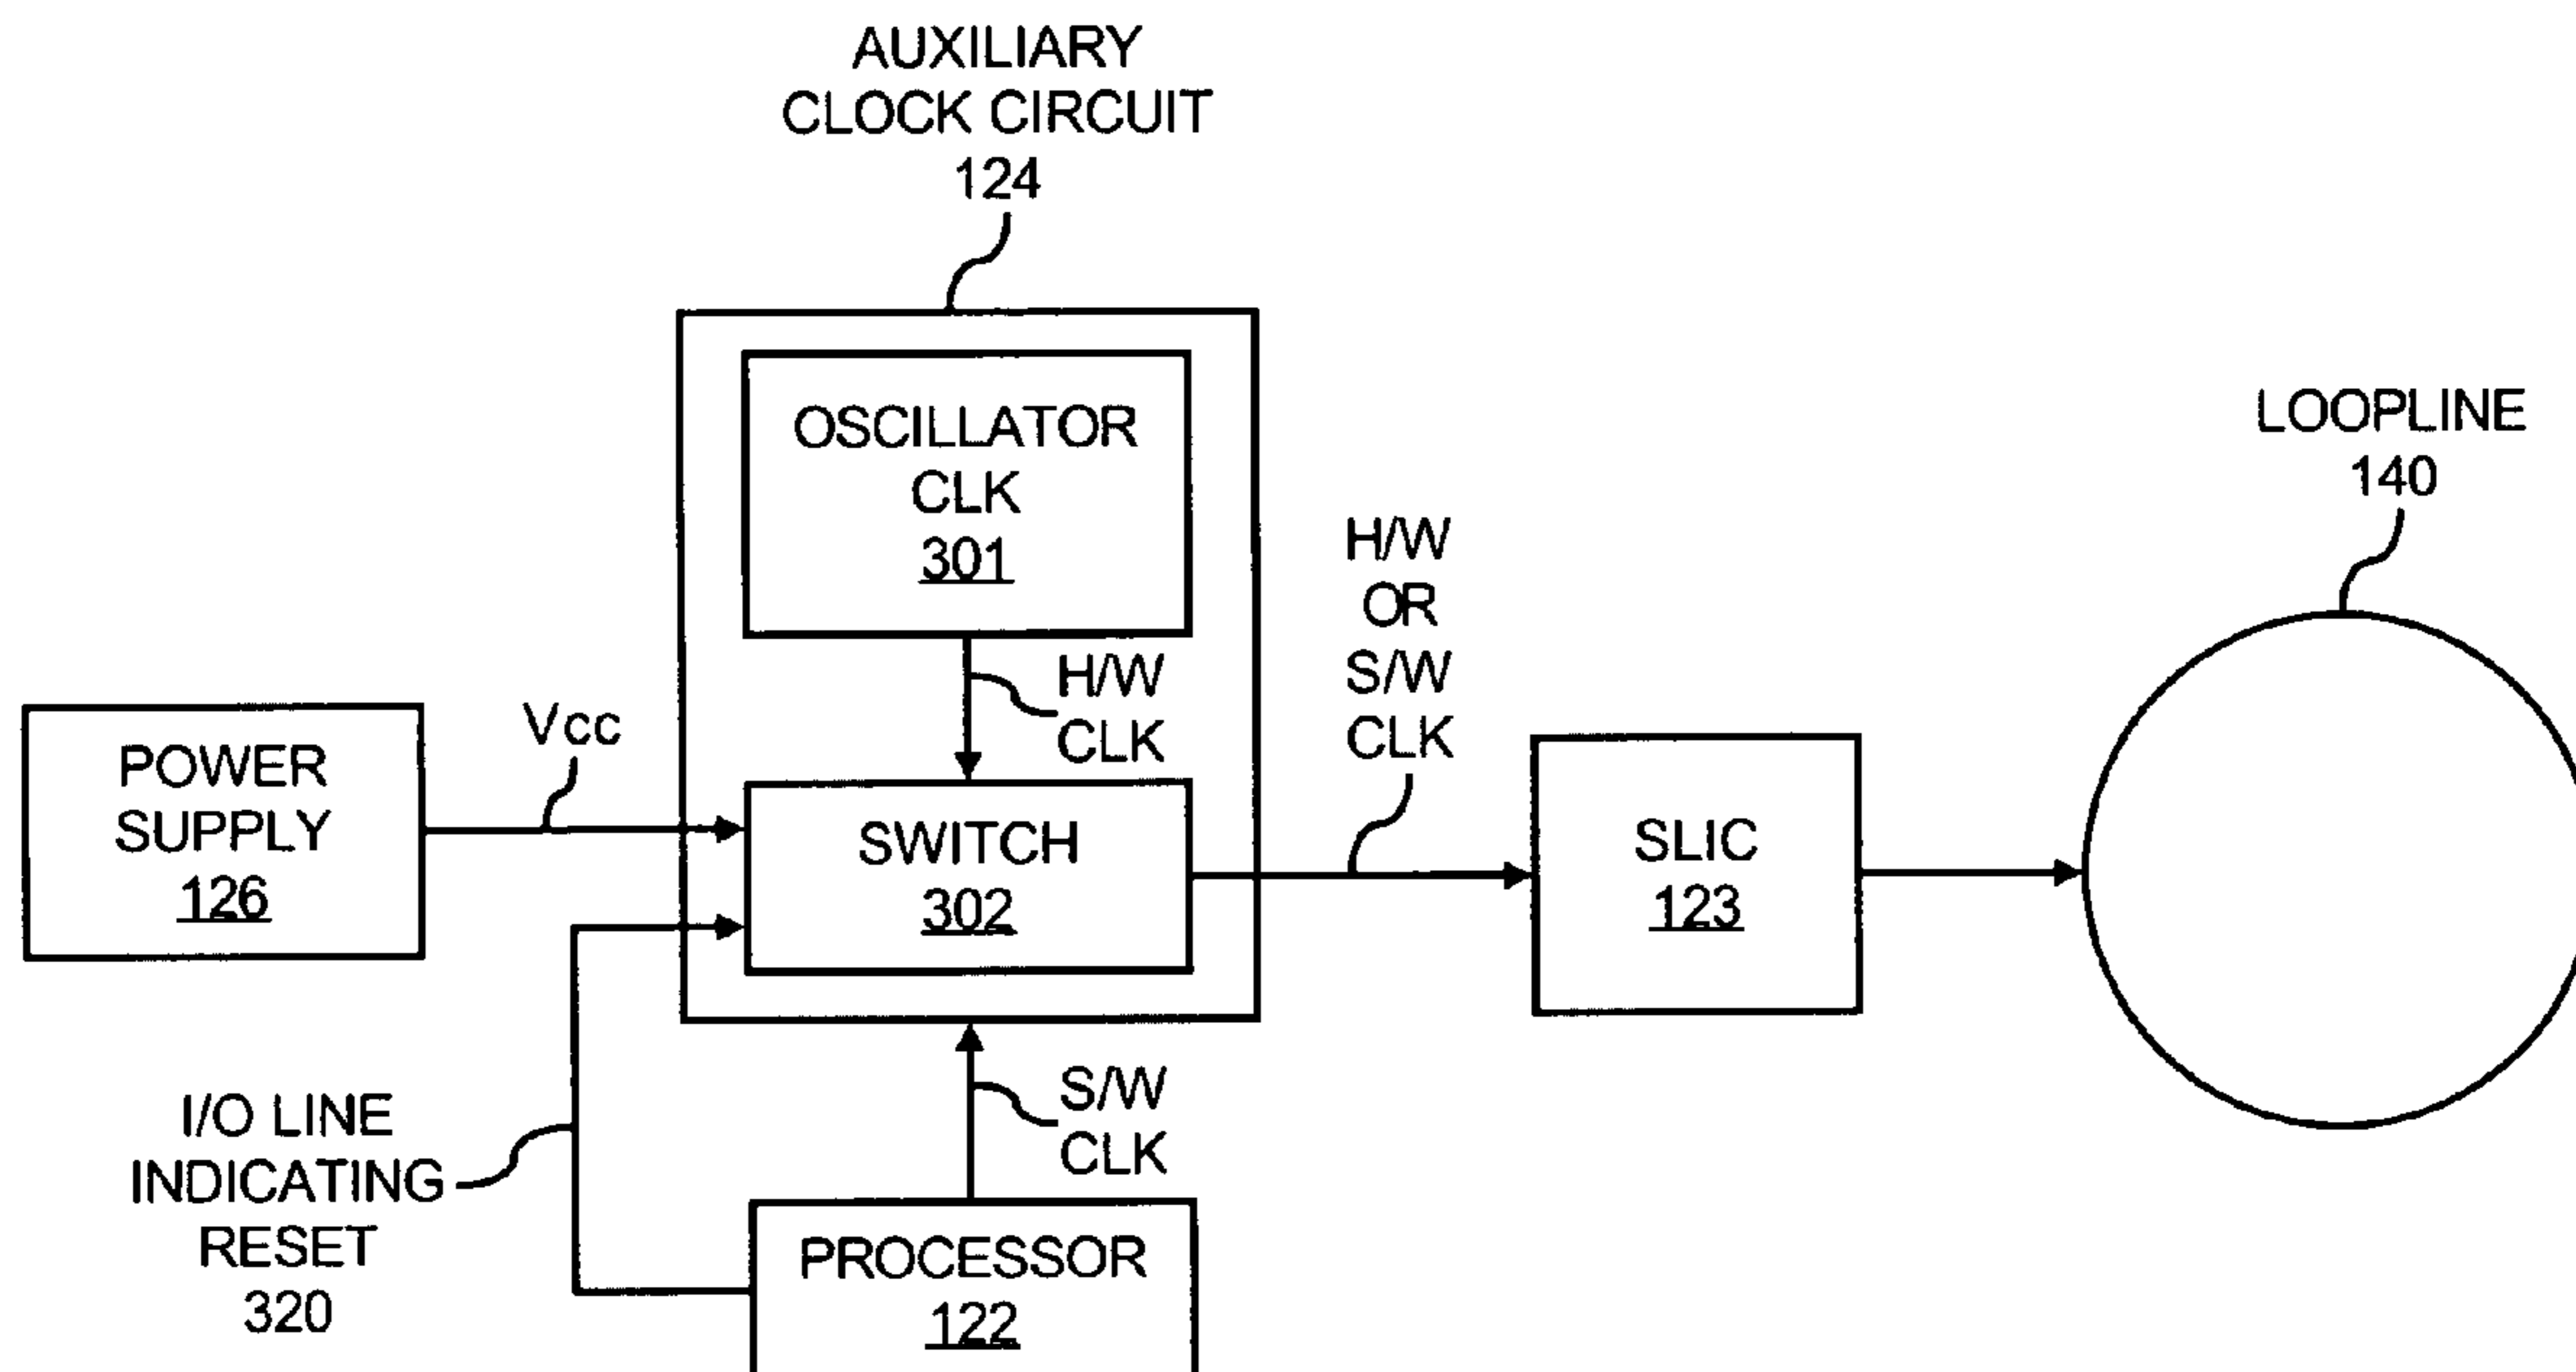 AUXILIARY
CLOCK CIRCUIT
124
OSCILLATOR
CLK
301
H/W
CLK
POWER
SUPPLY
126
Vcc
SWITCH
302
H/W
OR
S/W
CLK
SLIC
123
LOOPLINE
140
I/O LINE
INDICATING
RESET
320
S/W
CLK
PROCESSOR
122